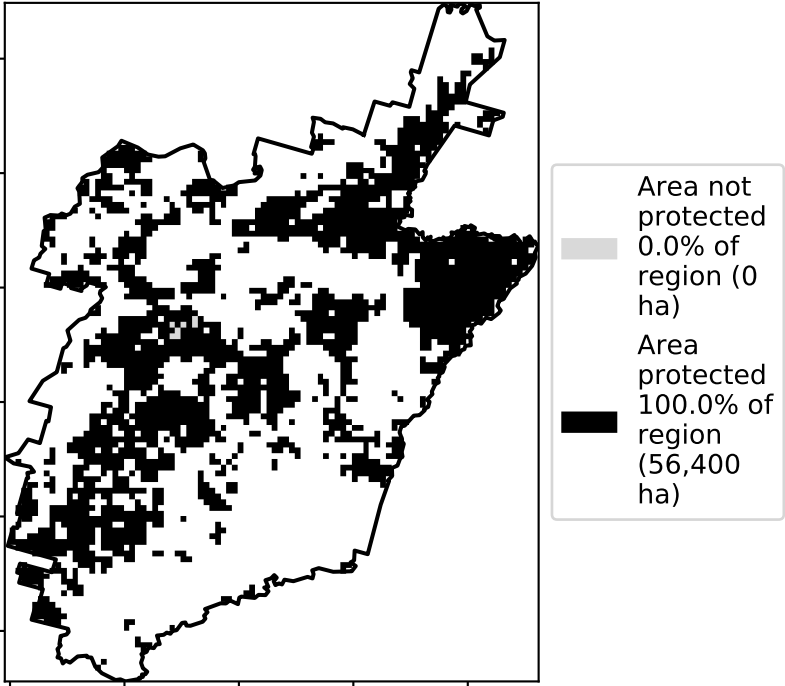 Area not
protected
0.0% of
region (0
ha)
Area
protected
100.0% of
region
(56,400
ha)